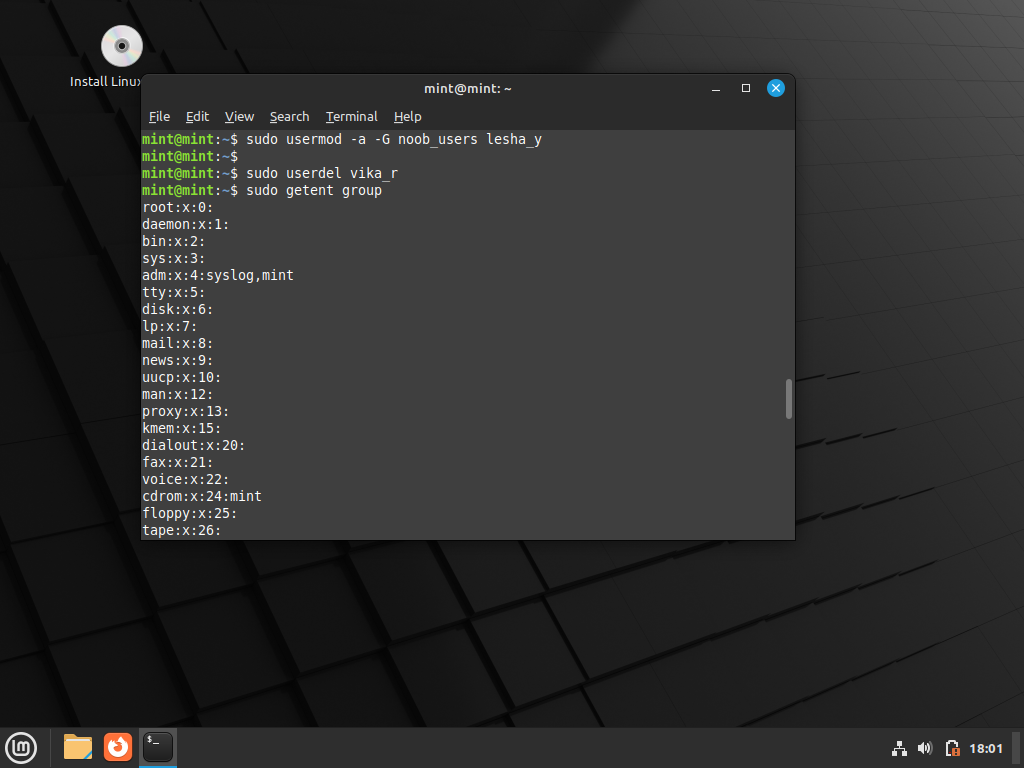 Install Linux
mint@mint: ~
File Edit View Search Terminal Help
mint@mint:~$ sudo usermod -a -G noob_users lesha_y
mint@mint:~$
mint@mint:~$ sudo userdel vika_r
mint@mint:~$ sudo getent group
root:x:0:
daemon:x:1:
bin:x:2:
sys:x:3:
adm:x:4:syslog,mint
tty:x:5:
disk:x:6:
lp:x:7:
mail:x:8:
news:x:9:
uucp:x:10:
man:x:12:
proxy:x:13:
kmem:x:15:
dialout:x:20:
fax:x:21:
voice:x:22:
cdrom:x:24:mint
floppy:x:25:
tape:x:26:
$_
18:01